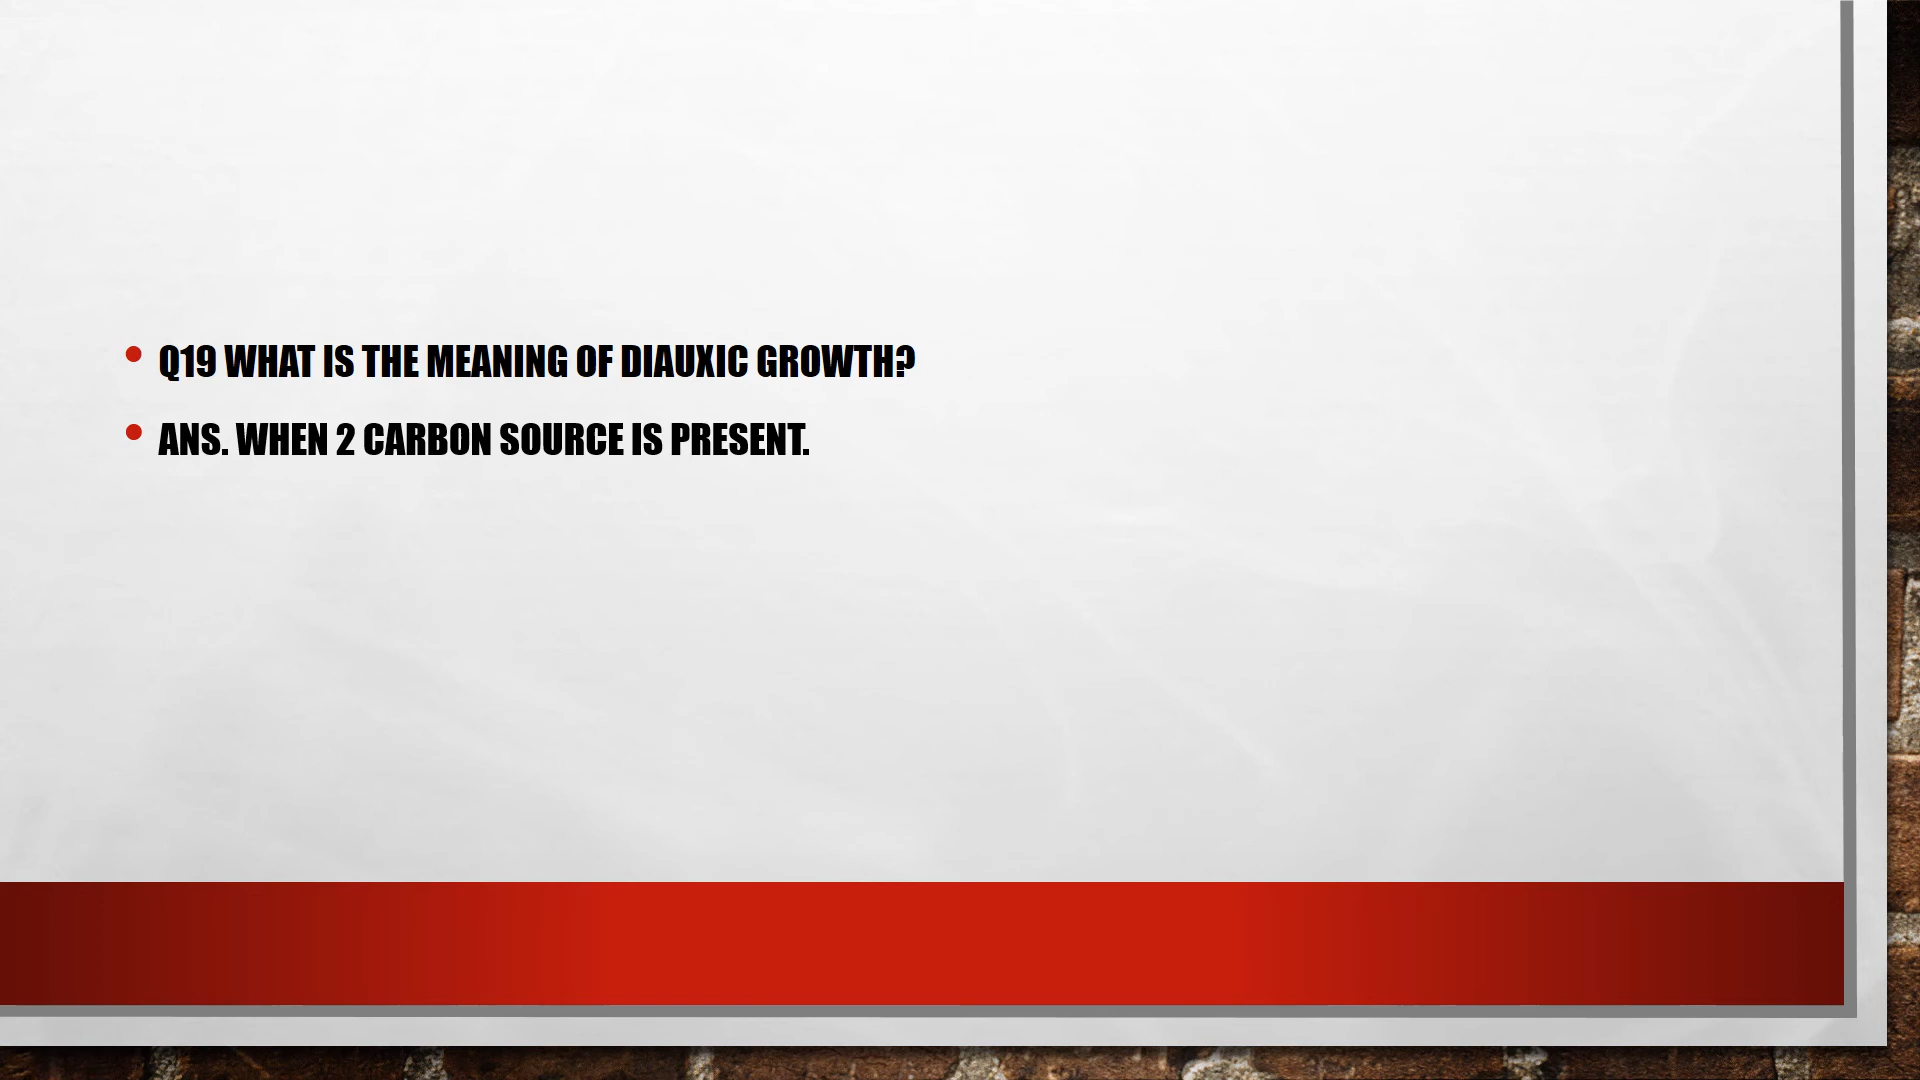 Q19 WHAT IS THE MEANING OF DIAUXIC GROWTH?
ANS. WHEN 2 CARBON SOURCE IS PRESENT.